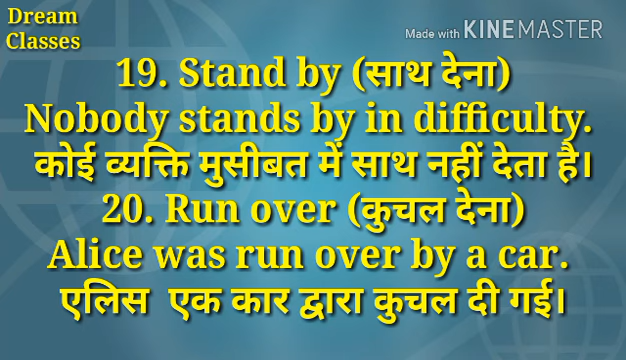 Dream
Classes
Made with KINEMASTER
19. Stand by (साथ देना)
Nobody stands by in difficulty.
कोई व्यक्ति मुसीबत में साथ नहीं देता है।
20. Run over (कुचल देना)
Alice was run over by a car.
एलिस एक कार द्वारा कुचल दी गई।